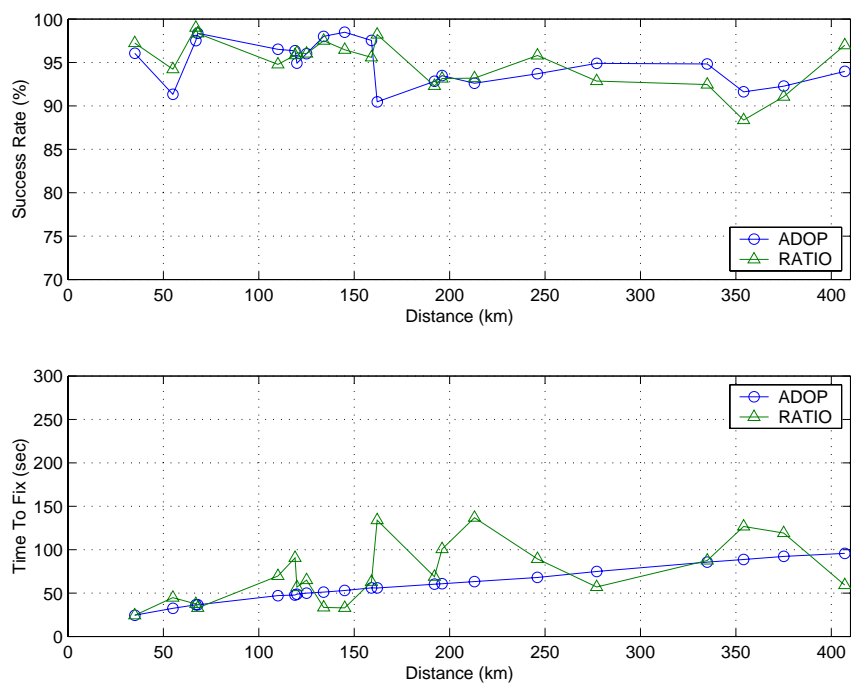 100
95
90
85
80
75
70
Success Rate (%)
ADOP
RATIO
0 50 100 150 200 250 300 350 400
Distance (km)
300
250
200
150
100
50
0
Time To Fix (sec)
ADOP
RATIO
0 50 100 150 200 250 300 350 400
Distance (km)